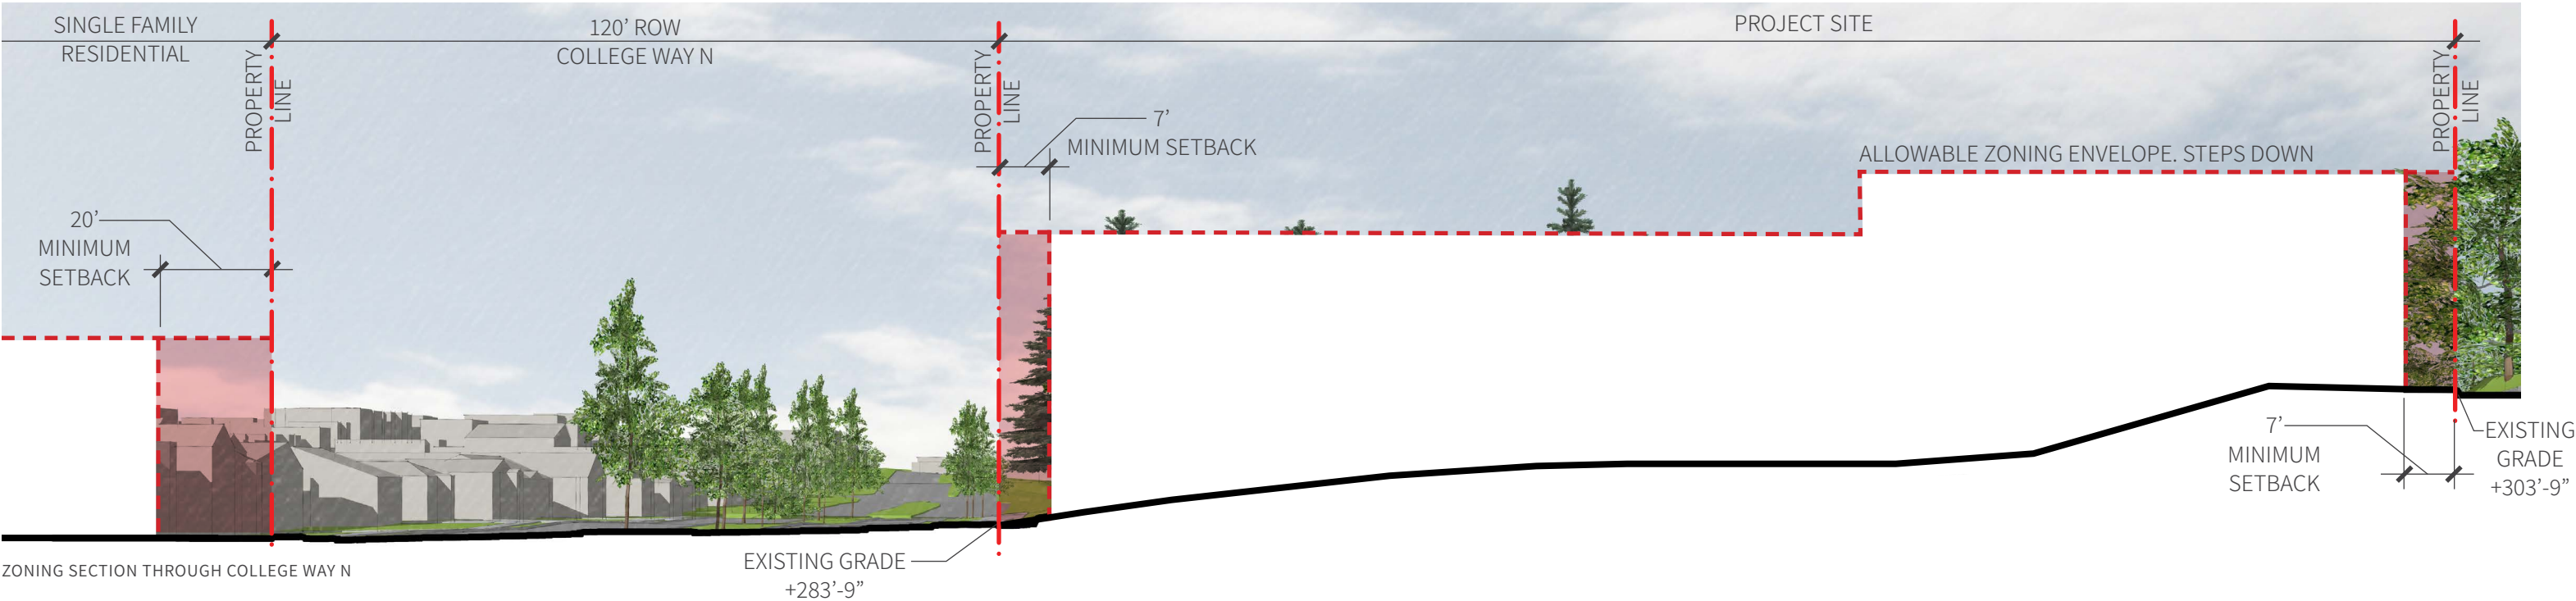 SINGLE FAMILY
RESIDENTIAL
PROPERTY
LINE
120’ ROW
COLLEGE WAY N
PROPERTY
LINE
PROJECT SITE
PROPERTY
LINE
7’
MINIMUM SETBACK
ALLOWABLE ZONING ENVELOPE. STEPS DOWN
20’
MINIMUM
SETBACK
7’
MINIMUM
SETBACK
EXISTING
GRADE
+303’-9”
EXISTING GRADE
+283’-9”
ZONING SECTION THROUGH COLLEGE WAY N